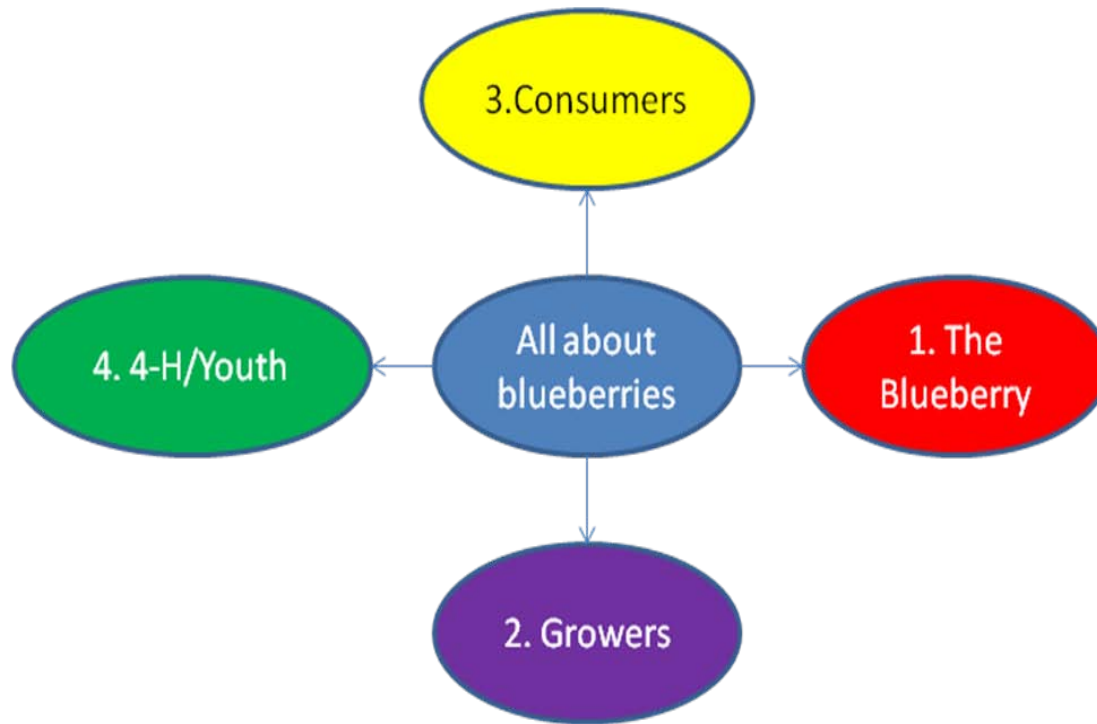 3.Consumers
4. 4-H/Youth
All about
blueberries
1. The
Blueberry
2. Growers